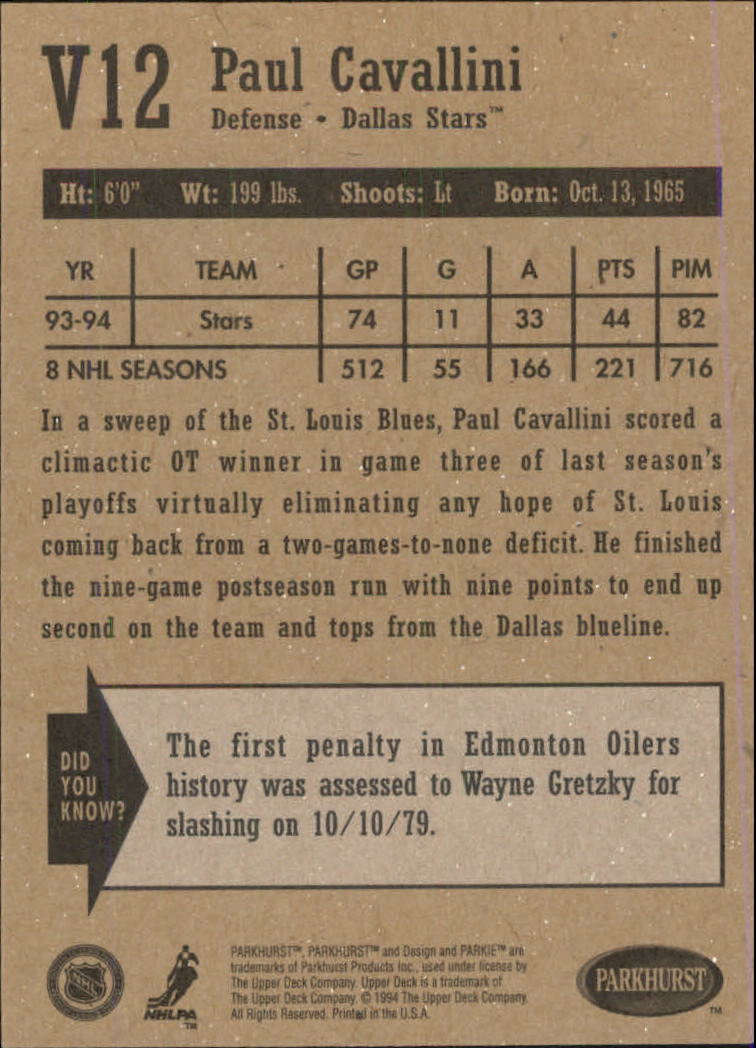 V12
Paul Cavallini
Defense • Dallas Stars™
Ht: 6'0" Wt: 199 lbs. Shoots: Lt Born: Oct. 13, 1965
YR TEAM GP G A PTS PIM
93-94 Stars 74 11 33 44 82
8 NHL SEASONS 512 55 166 221 716
In a sweep of the St. Louis Blues, Paul Cavallini scored a
climactic OT winner in game three of last season's
playoffs virtually eliminating any hope of St. Louis
coming back from a two-games-to-none deficit. He finished
the nine-game postseason run with nine points to end up
second on the team and tops from the Dallas blueline.
DID
YOU
KNOW?
The first penalty in Edmonton Oilers
history was assessed to Wayne Gretzky for
slashing on 10/10/79.
NHL
NHLPA
TM
PARKHURST™, PARKHURST™ and Design and PARKIE™ are
trademarks of Parkhurst Products Inc., used under license by
The Upper Deck Company. Upper Deck is a trademark of
The Upper Deck Company. © 1994 The Upper Deck Company.
All Rights Reserved. Printed in the U.S.A.
PARKHURST
TM